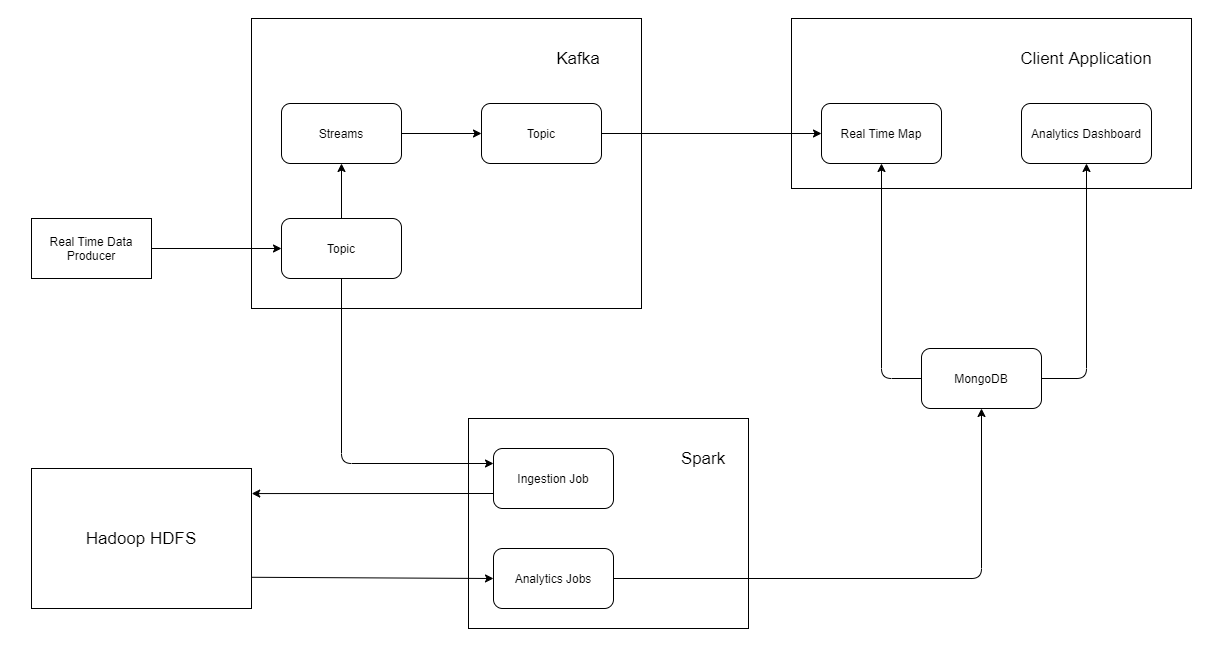 Kafka
Client Application
Streams
Topic
Real Time Map
Analytics Dashboard
Real Time Data
Producer
Topic
MongoDB
Spark
Ingestion Job
Hadoop HDFS
Analytics Jobs